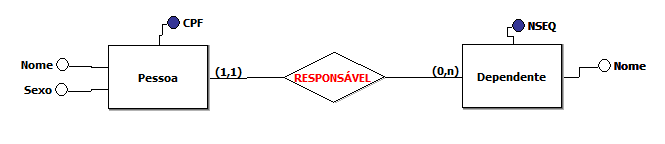 CPF
NSEQ
Nome
Sexo
Pessoa
(1,1)
RESPONSÁVEL
(0,n)
Dependente
Nome